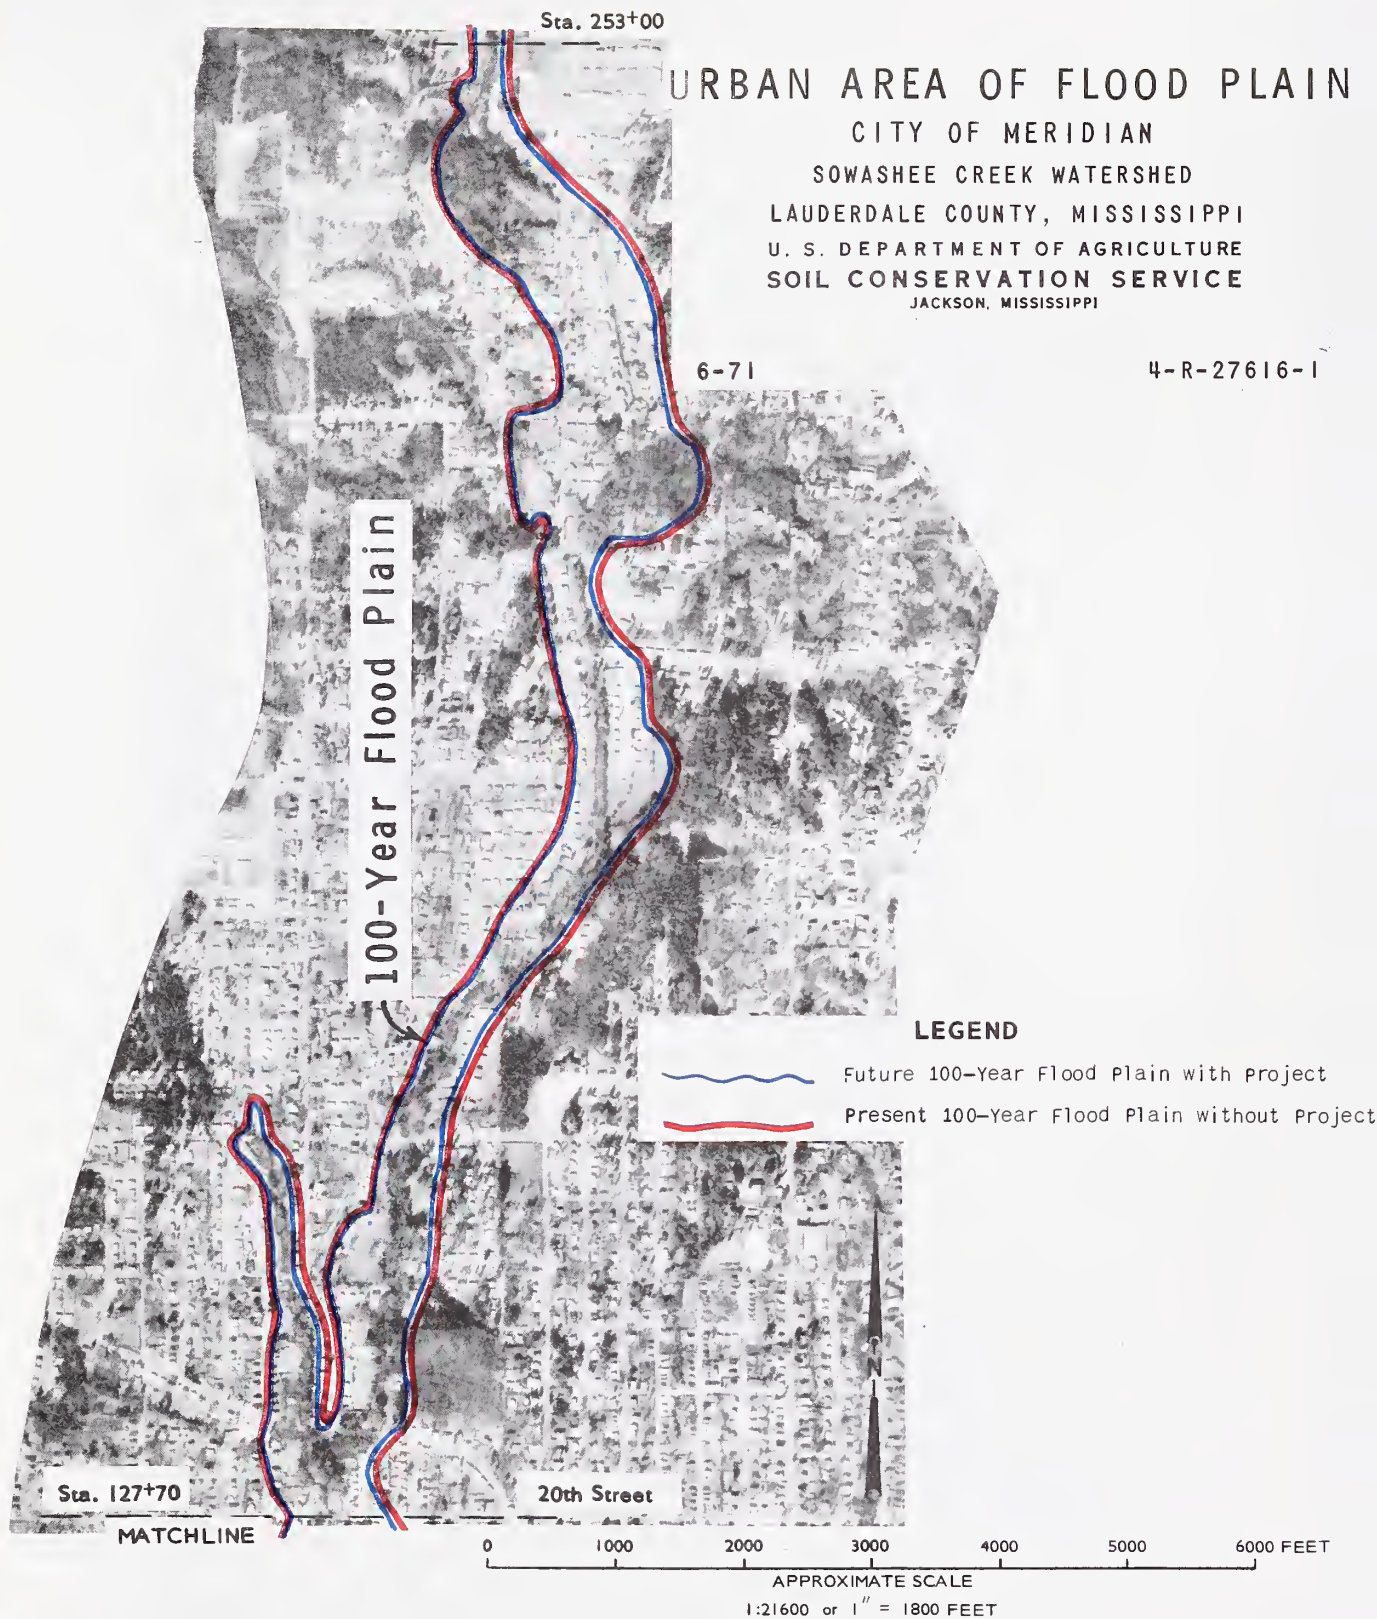 Sta. 253+00
URBAN AREA OF FLOOD PLAIN
CITY OF MERIDIAN
SOWASHEE CREEK WATERSHED
LAUDERDALE COUNTY, MISSISSIPPI
U. S. DEPARTMENT OF AGRICULTURE
SOIL CONSERVATION SERVICE
JACKSON, MISSISSIPPI
6-71 4-R-27616-1
100-Year Flood Plain
LEGEND
Future 100-Year Flood Plain with Project
Present 100-Year Flood Plain without Project
N
Sta. 127+70
20th Street
MATCHLINE
0 1000 2000 3000 4000 5000 6000 FEET
APPROXIMATE SCALE
1:21600 or 1" = 1800 FEET